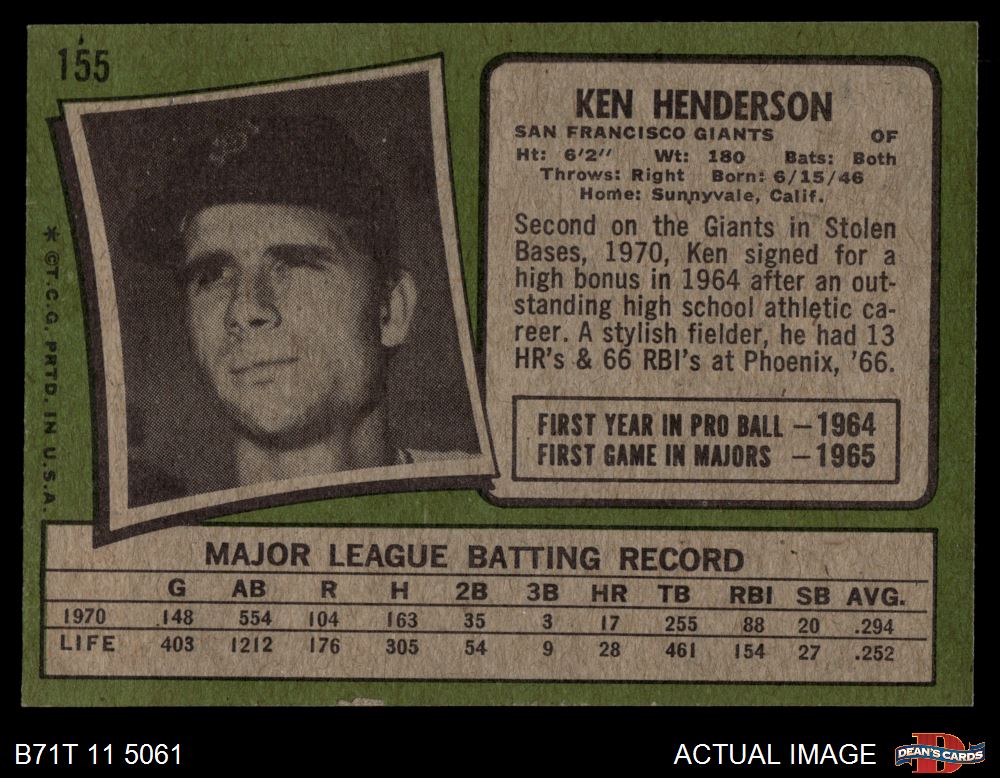 155
* ©T.C.G. PRTD. IN U.S.A.
KEN HENDERSON
SAN FRANCISCO GIANTS OF
Ht: 6'2" Wt: 180 Bats: Both
Throws: Right Born: 6/15/46
Home: Sunnyvale, Calif.
Second on the Giants in Stolen
Bases, 1970, Ken signed for a
high bonus in 1964 after an out-
standing high school athletic ca-
reer. A stylish fielder, he had 13
HR's & 66 RBI's at Phoenix, '66.
FIRST YEAR IN PRO BALL —1964
FIRST GAME IN MAJORS —1965
MAJOR LEAGUE BATTING RECORD
G AB R H 2B 3B HR TB RBI SB AVG.
1970 148 554 104 163 35 3 17 255 88 20 .294
LIFE 403 1212 176 305 54 9 28 461 154 27 .252
B71T 11 5061
ACTUAL IMAGE
D
DEAN'S CARDS